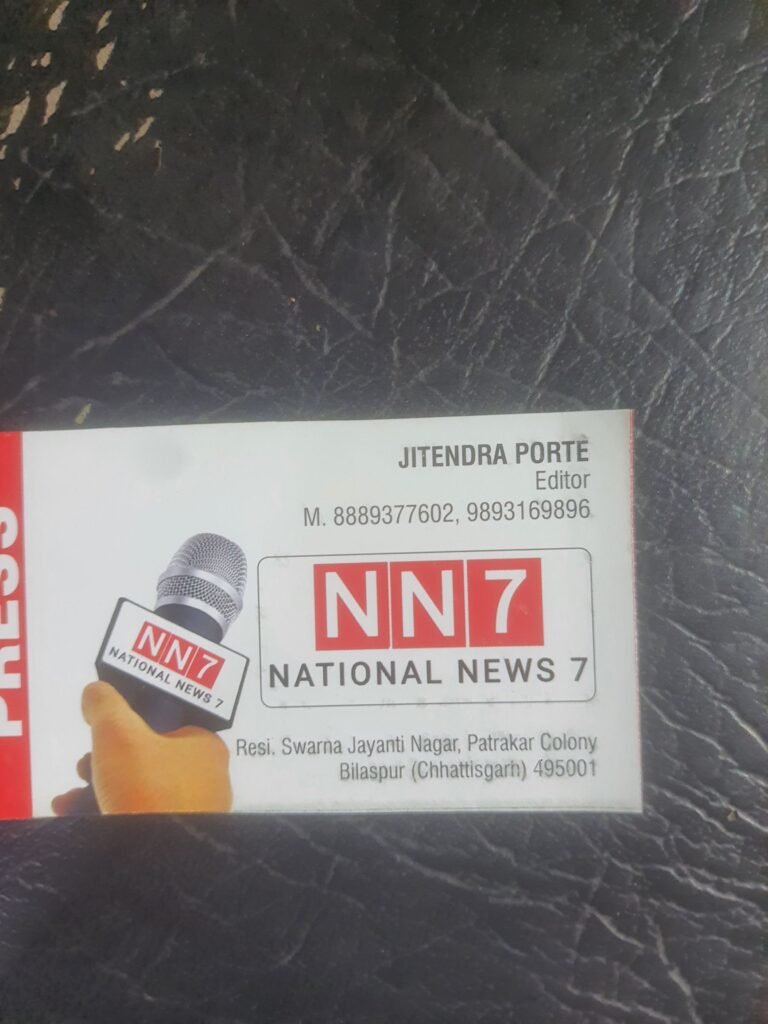 PRESS
JITENDRA PORTE
Editor
M. 8889377602, 9893169896
NN7
NATIONAL NEWS 7
NN7
NATIONAL NEWS 7
Resi. Swarna Jayanti Nagar, Patrakar Colony
Bilaspur (Chhattisgarh) 495001